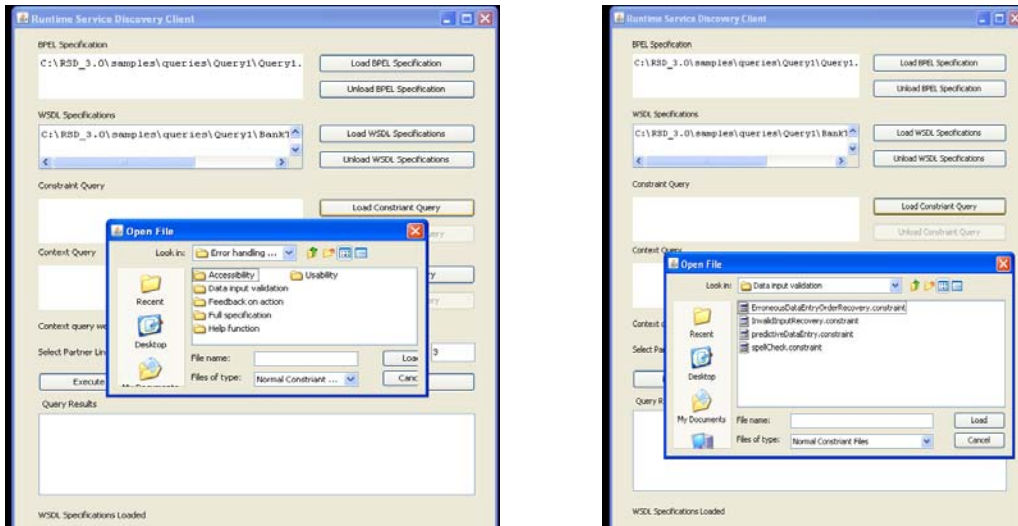 Runtime Service Discovery Client
BPEL Specification
C:\RSD_3.0\samples\queries\Query1\Query1.
Load BPEL Specification
Unload BPEL Specification
WSDL Specifications
C:\RSD_3.0\samples\queries\Query1\Bank
Load WSDL Specifications
Unload WSDL Specifications
Constraint Query
Load Constriant Query
Open File
Look in: Error handling ...
Context Query
Accessibility
Usability
Data input validation
Feedback on action
Full specification
Help function
Recent
Desktop
My Documents
File name:
Files of type: Normal Constriant ...
Select Partner Lin
3
Execute
Query Results
WSDL Specifications Loaded
Runtime Service Discovery Client
BPEL Specification
C:\RSD_3.0\samples\queries\Query1\Query1.
Load BPEL Specification
Unload BPEL Specification
WSDL Specifications
C:\RSD_3.0\samples\queries\Query1\Bank
Load WSDL Specifications
Unload WSDL Specifications
Constraint Query
Load Constriant Query
Unload Constraint Query
Context Query
Open File
Look in: Data input validation
ErroneousDataEntryOrderRecovery.constraint
InvalidInputRecovery.constraint
predictiveDataEntry.constraint
spellCheck.constraint
Recent
Desktop
My Documents
File name:
Load
Files of type: Normal Constriant Files
Cancel
WSDL Specifications Loaded